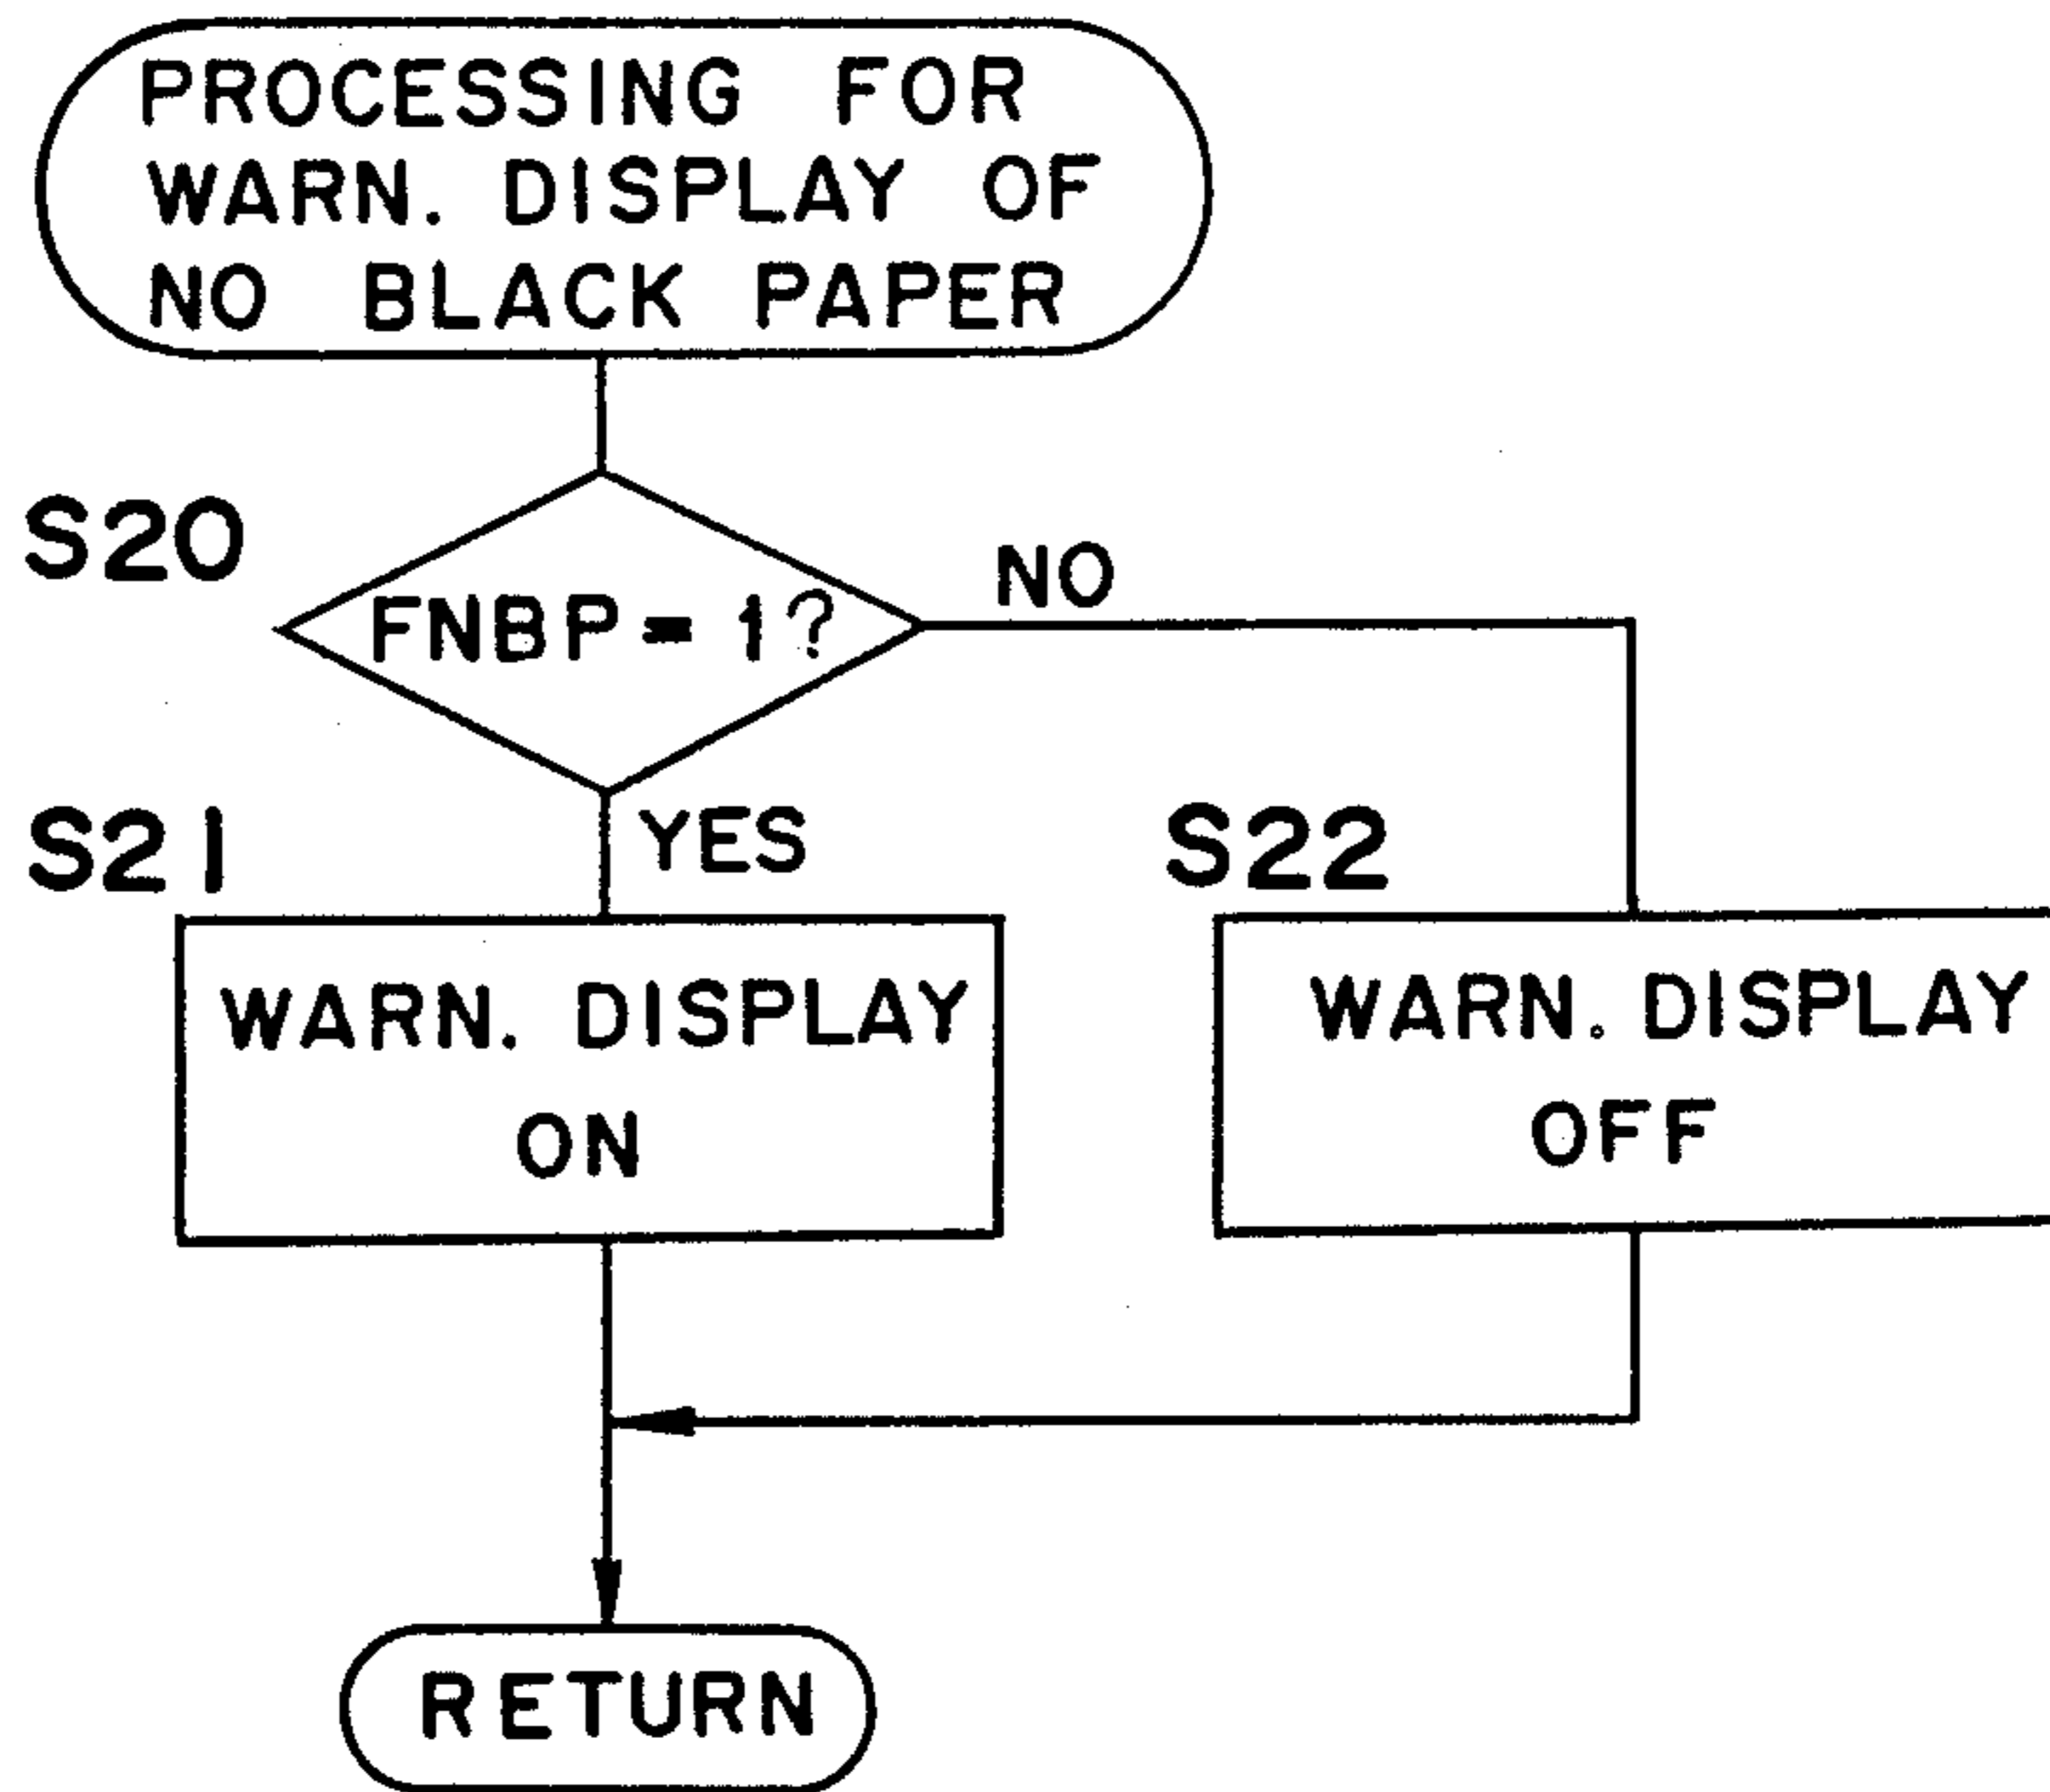 PROCESSING FOR
WARN. DISPLAY OF
NO BLACK PAPER
S20
FNBP=1?
NO
S21
YES
S22
WARN. DISPLAY
ON
WARN. DISPLAY
OFF
RETURN